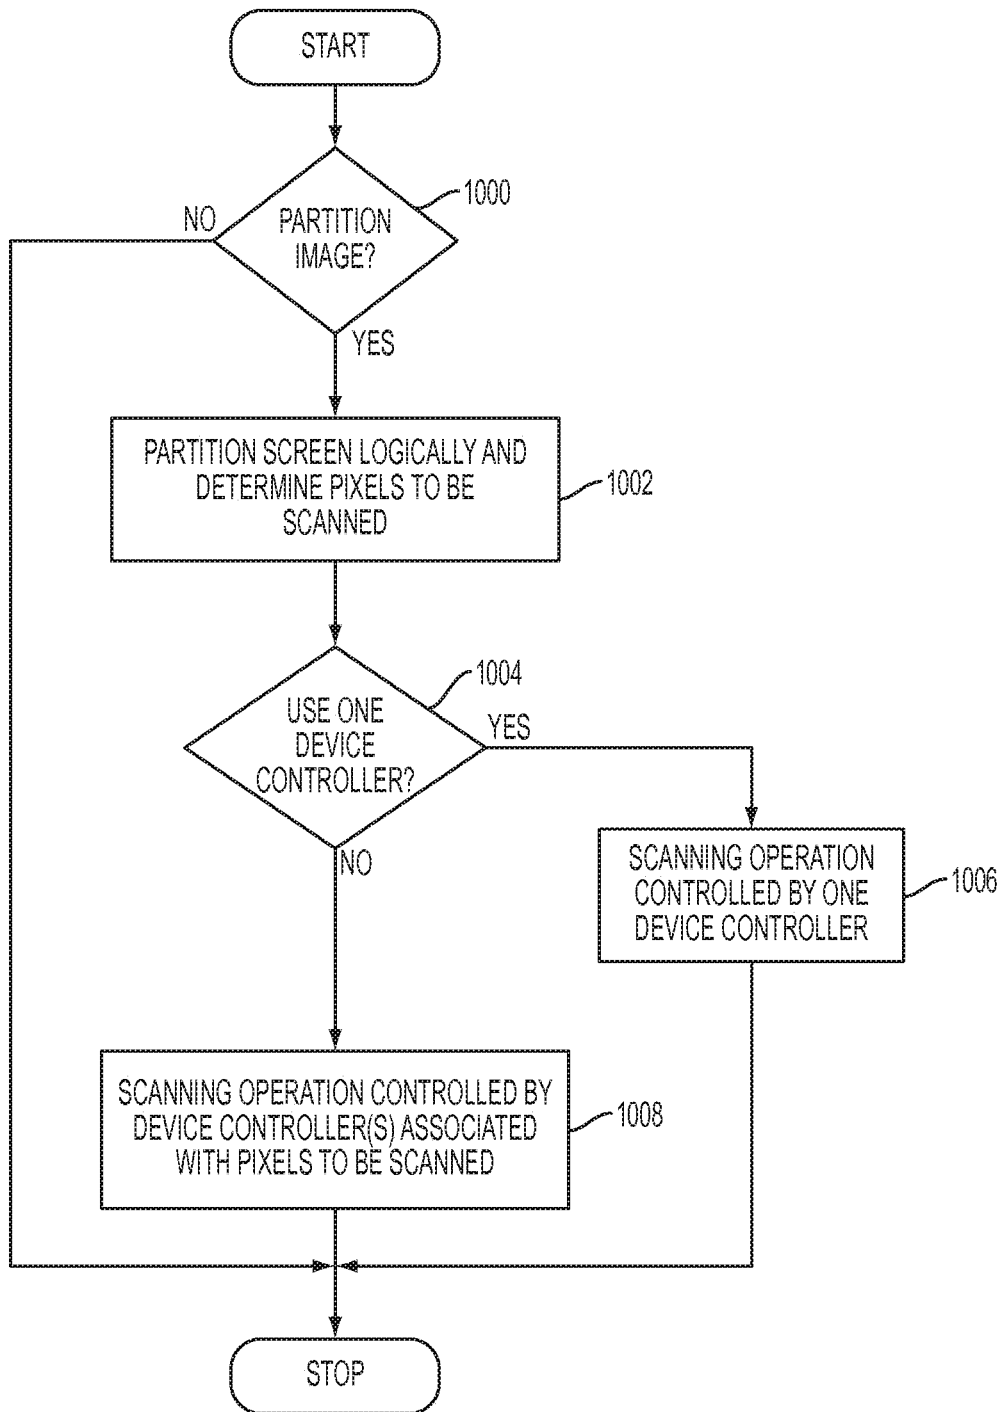 START
1000
NO
PARTITION
IMAGE?
YES
PARTITION SCREEN LOGICALLY AND
DETERMINE PIXELS TO BE
SCANNED
1002
1004
USE ONE
DEVICE
CONTROLLER?
YES
NO
SCANNING OPERATION
CONTROLLED BY ONE
DEVICE CONTROLLER
1006
SCANNING OPERATION CONTROLLED BY
DEVICE CONTROLLER(S) ASSOCIATED
WITH PIXELS TO BE SCANNED
1008
STOP